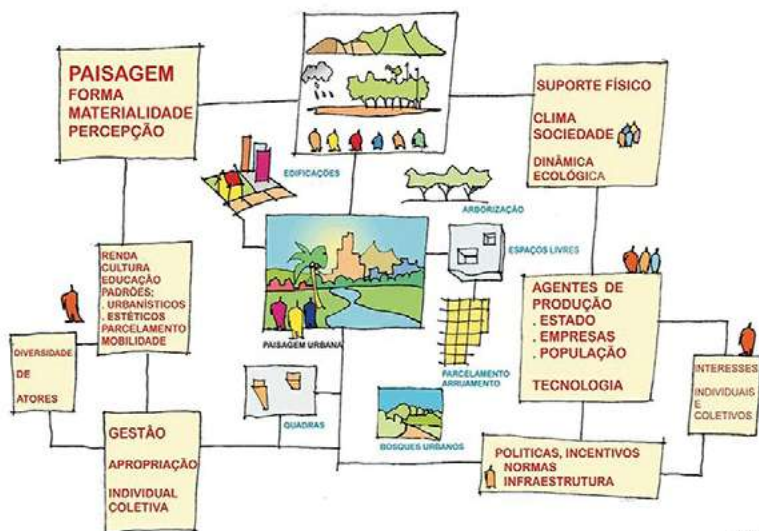 PAISAGEM
FORMA
MATERIALIDADE
PERCEPÇÃO
SUPORTE FÍSICO
CLIMA
SOCIEDADE
DINÂMICA
ECOLÓGICA
EDIFICAÇÕES
ARBORIZAÇÃO
ESPAÇOS LIVRES
RENDA
CULTURA
EDUCAÇÃO
PADRÕES:
. URBANÍSTICOS
. ESTÉTICOS
PARCELAMENTO
MOBILIDADE
PAISAGEM URBANA
AGENTES DE
PRODUÇÃO
. ESTADO
. EMPRESAS
. POPULAÇÃO
TECNOLOGIA
DIVERSIDADE
DE
ATORES
PARCELAMENTO
ARRUAMENTO
INTERESSES
INDIVIDUAIS
E
COLETIVOS
QUADRAS
BOSQUES URBANOS
GESTÃO
APROPRIAÇÃO
INDIVIDUAL
COLETIVA
POLITICAS, INCENTIVOS
NORMAS
INFRAESTRUTURA